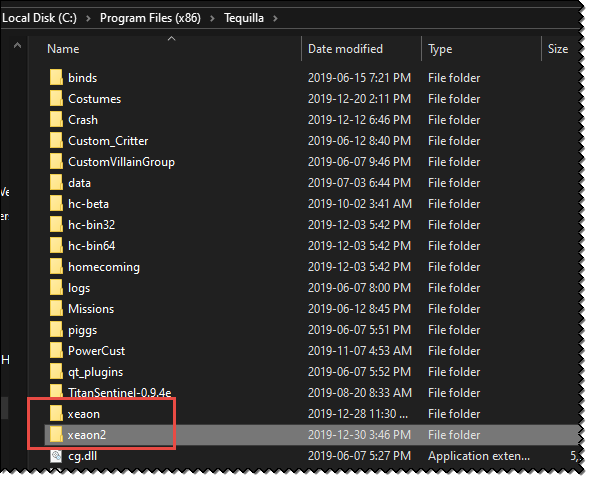 Local Disk (C:) > Program Files (x86) > Tequilla >
Name Date modified Type Size
binds 2019-06-15 7:21 PM File folder
Costumes 2019-12-20 2:11 PM File folder
Crash 2019-12-12 6:46 PM File folder
Custom_Critter 2019-06-12 8:40 PM File folder
CustomVillainGroup 2019-06-07 9:46 PM File folder
data 2019-07-03 6:44 PM File folder
hc-beta 2019-10-02 3:41 AM File folder
hc-bin32 2019-12-03 5:42 PM File folder
hc-bin64 2019-12-03 5:42 PM File folder
homecoming 2019-12-03 5:42 PM File folder
logs 2019-06-07 8:00 PM File folder
Missions 2019-06-12 8:45 PM File folder
piggs 2019-06-07 5:51 PM File folder
PowerCust 2019-11-07 4:53 AM File folder
qt_plugins 2019-06-07 5:52 PM File folder
TitanSentinel-0.9.4e 2019-08-20 8:33 AM File folder
xeaon 2019-12-28 11:30 ... File folder
xeaon2 2019-12-30 3:46 PM File folder
cg.dll 2019-06-07 5:27 PM Application exten... 5,